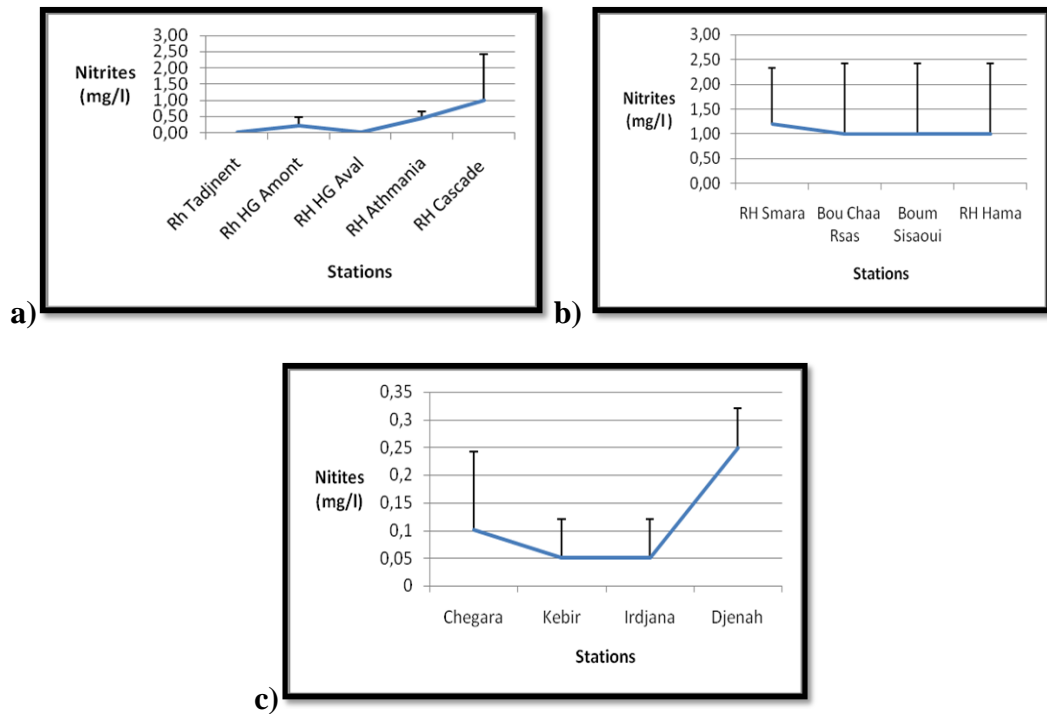 3,00
2,50
2,00
1,50
1,00
0,50
0,00
Nitrites
(mg/l)
Rh Tadjnent
Rh HG Amont
RH HG Aval
RH Athmania
RH Cascade
Stations
a)
3,00
2,50
2,00
1,50
1,00
0,50
0,00
Nitrites
(mg/l)
RH Smara
Bou Chaa
Rsas
Boum
Sisaoui
RH Hama
Stations
b)
0,35
0,3
0,25
0,2
0,15
0,1
0,05
0
Nitites
(mg/l)
Chegara
Kebir
Irdjana
Djenah
Stations
c)